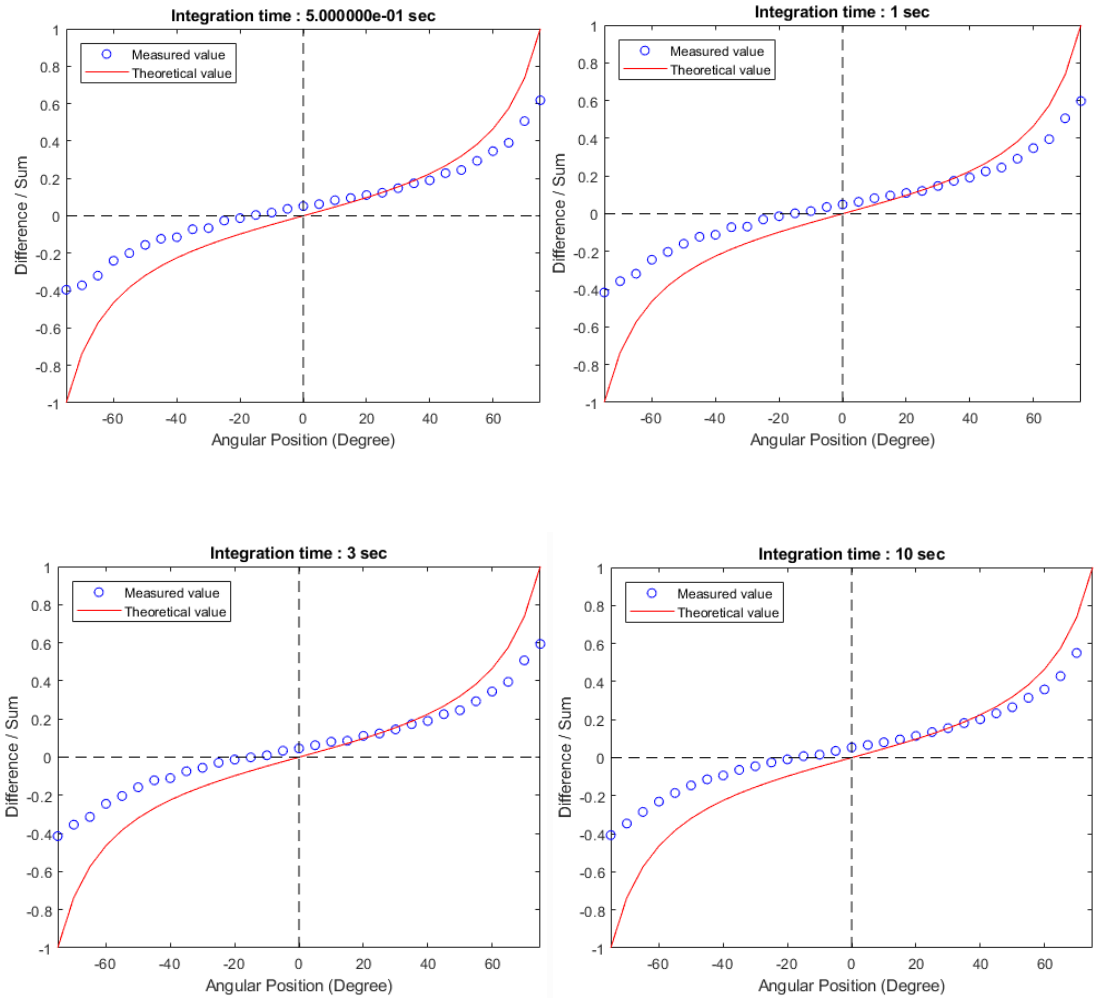 Integration time : 5.000000e-01 sec
Measured value
Theoretical value
1
0.8
0.6
0.4
0.2
0
-0.2
-0.4
-0.6
-0.8
-1
Difference / Sum
-60 -40 -20 0 20 40 60
Angular Position (Degree)
Integration time : 1 sec
Measured value
Theoretical value
1
0.8
0.6
0.4
0.2
0
-0.2
-0.4
-0.6
-0.8
-1
Difference / Sum
-60 -40 -20 0 20 40 60
Angular Position (Degree)
Integration time : 3 sec
Measured value
Theoretical value
1
0.8
0.6
0.4
0.2
0
-0.2
-0.4
-0.6
-0.8
-1
Difference / Sum
-60 -40 -20 0 20 40 60
Angular Position (Degree)
Integration time : 10 sec
Measured value
Theoretical value
1
0.8
0.6
0.4
0.2
0
-0.2
-0.4
-0.6
-0.8
-1
Difference / Sum
-60 -40 -20 0 20 40 60
Angular Position (Degree)